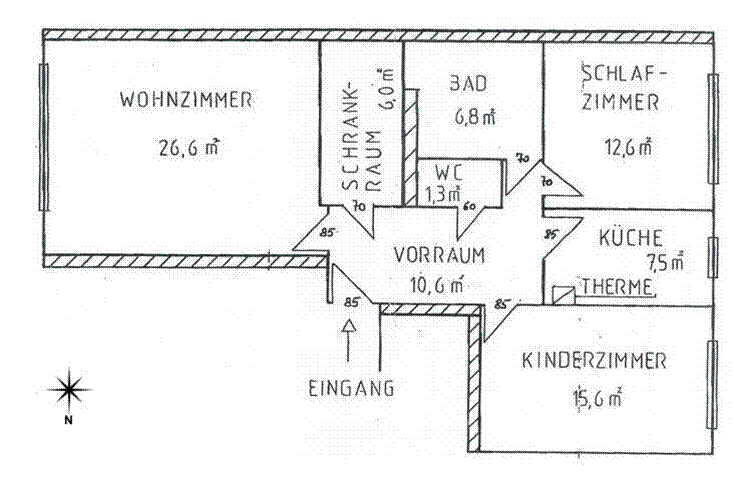 WOHNZIMMER
26,6 m²
SCHRANK-
RAUM
6,0 m²
BAD
6,8 m²
WC
1,3 m²
SCHLAF-
ZIMMER
12,6 m²
70
70
70
60
85
85
VORRAUM
10,6 m²
KÜCHE
7,5 m²
THERME
85
85
EINGANG
KINDERZIMMER
15,6 m²
N